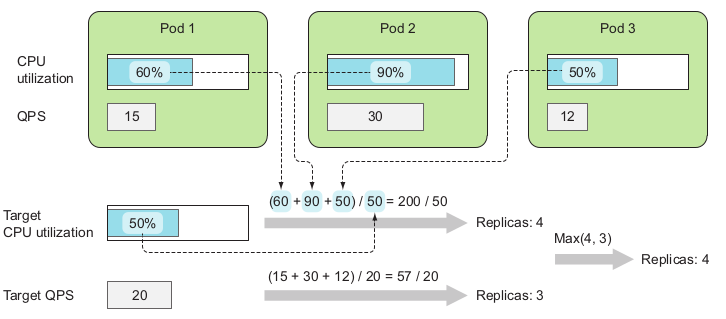 Pod 1
Pod 2
Pod 3
CPU
utilization
60%
90%
50%
QPS
15
30
12
(60 + 90 + 50) / 50 = 200 / 50
Target
CPU utilization
50%
Replicas: 4
Max(4, 3)
Replicas: 4
(15 + 30 + 12) / 20 = 57 / 20
Target QPS
20
Replicas: 3